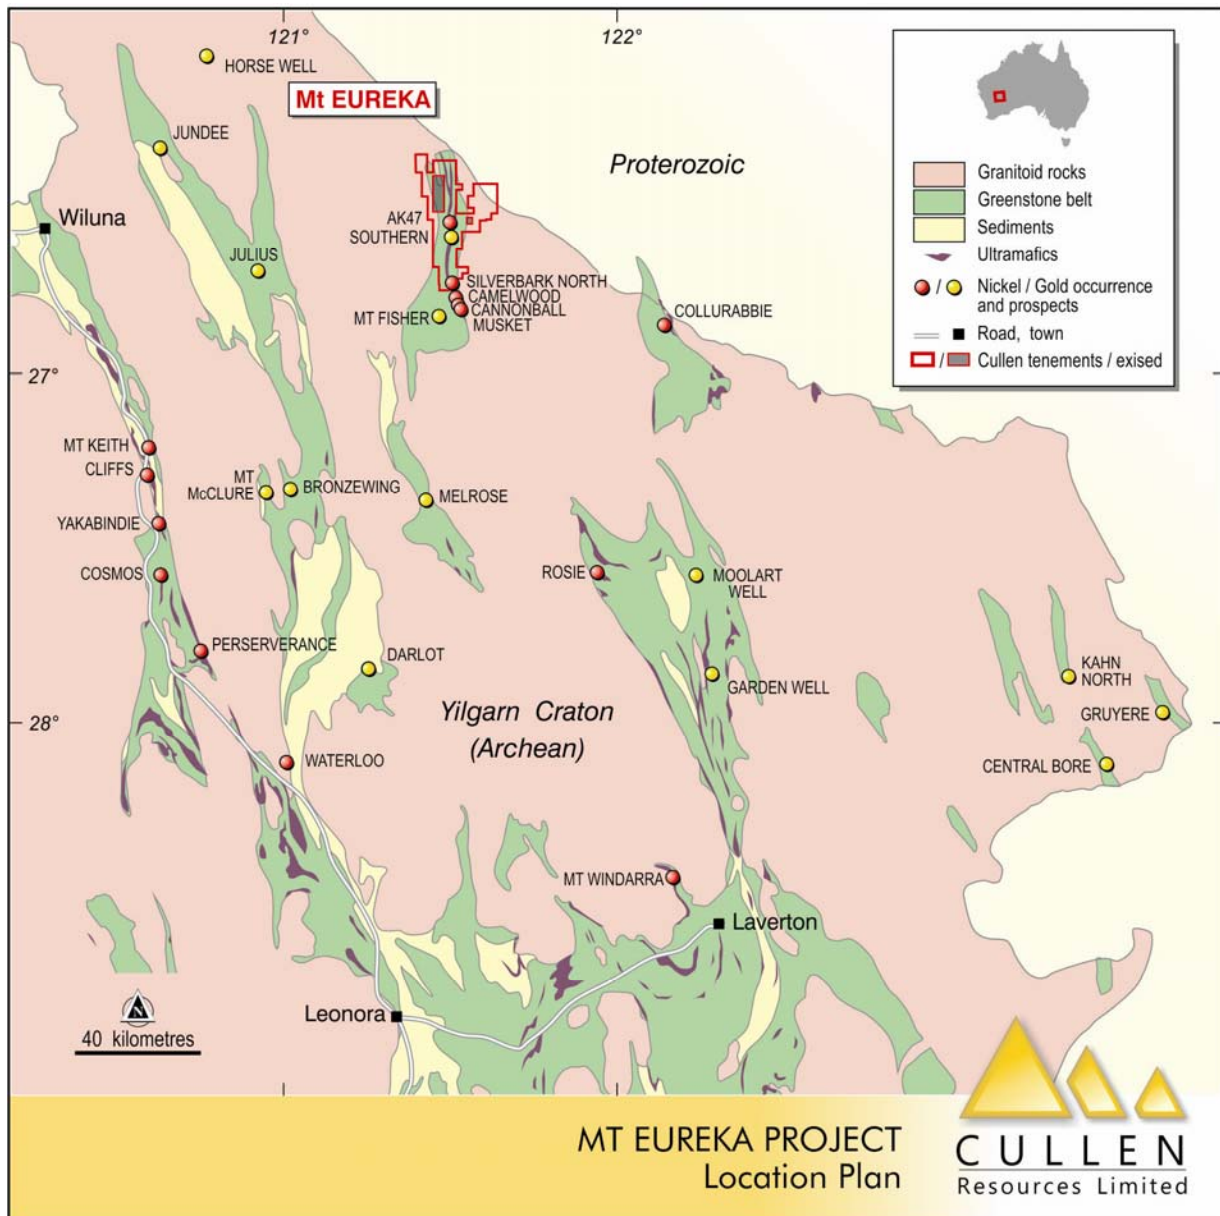 121°
122°
HORSE WELL
Mt EUREKA
JUNDEE
Proterozoic
Granitoid rocks
Greenstone belt
Sediments
Ultramafics
/
Nickel / Gold occurrence
and prospects
Road, town
/
Cullen tenements / exised
Wiluna
AK47
SOUTHERN
JULIUS
SILVERBARK NORTH
CAMELWOOD
CANNONBALL
MUSKET
MT FISHER
COLLURABBIE
27°
MT KEITH
CLIFFS
MT
McCLURE
BRONZEWING
MELROSE
YAKABINDIE
COSMOS
ROSIE
MOOLART
WELL
PERSERVERANCE
DARLOT
GARDEN WELL
KAHN
NORTH
GRUYERE
28°
Yilgarn Craton
(Archean)
WATERLOO
CENTRAL BORE
MT WINDARRA
Laverton
N
Leonora
40 kilometres
MT EUREKA PROJECT
Location Plan
CULLEN
Resources Limited